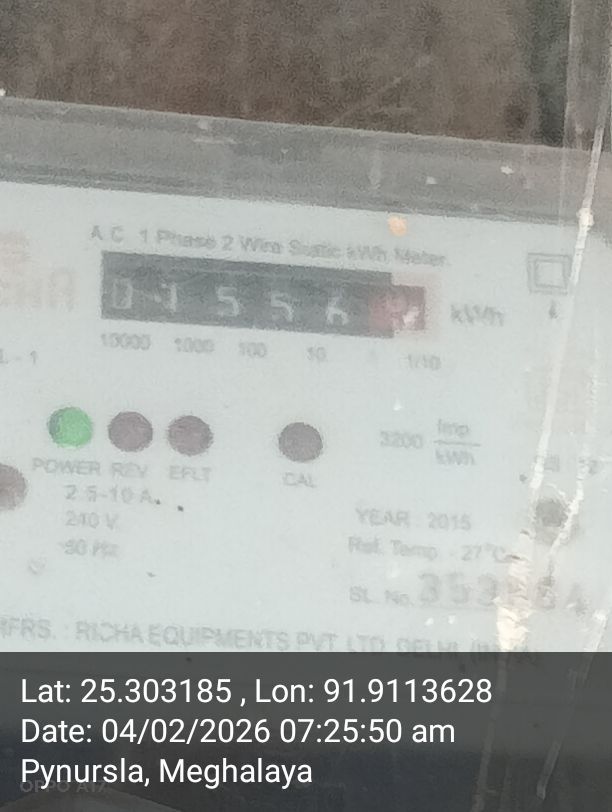 A C 1 Phase 2 Wire Static kWh Meter
0 1 5 5 6
kWh
10000 1000 100 10 1/10
POWER REV EFLT CAL
3200 Imp
kWh
2.5-10 A.
240 V
50 Hz
YEAR : 2015
Ref. Temp - 27°C
SL. No.
MFRS. : RICHA EQUIPMENTS PVT. LTD. DELHI
Lat: 25.303185 , Lon: 91.9113628
Date: 04/02/2026 07:25:50 am
Pynursla, Meghalaya